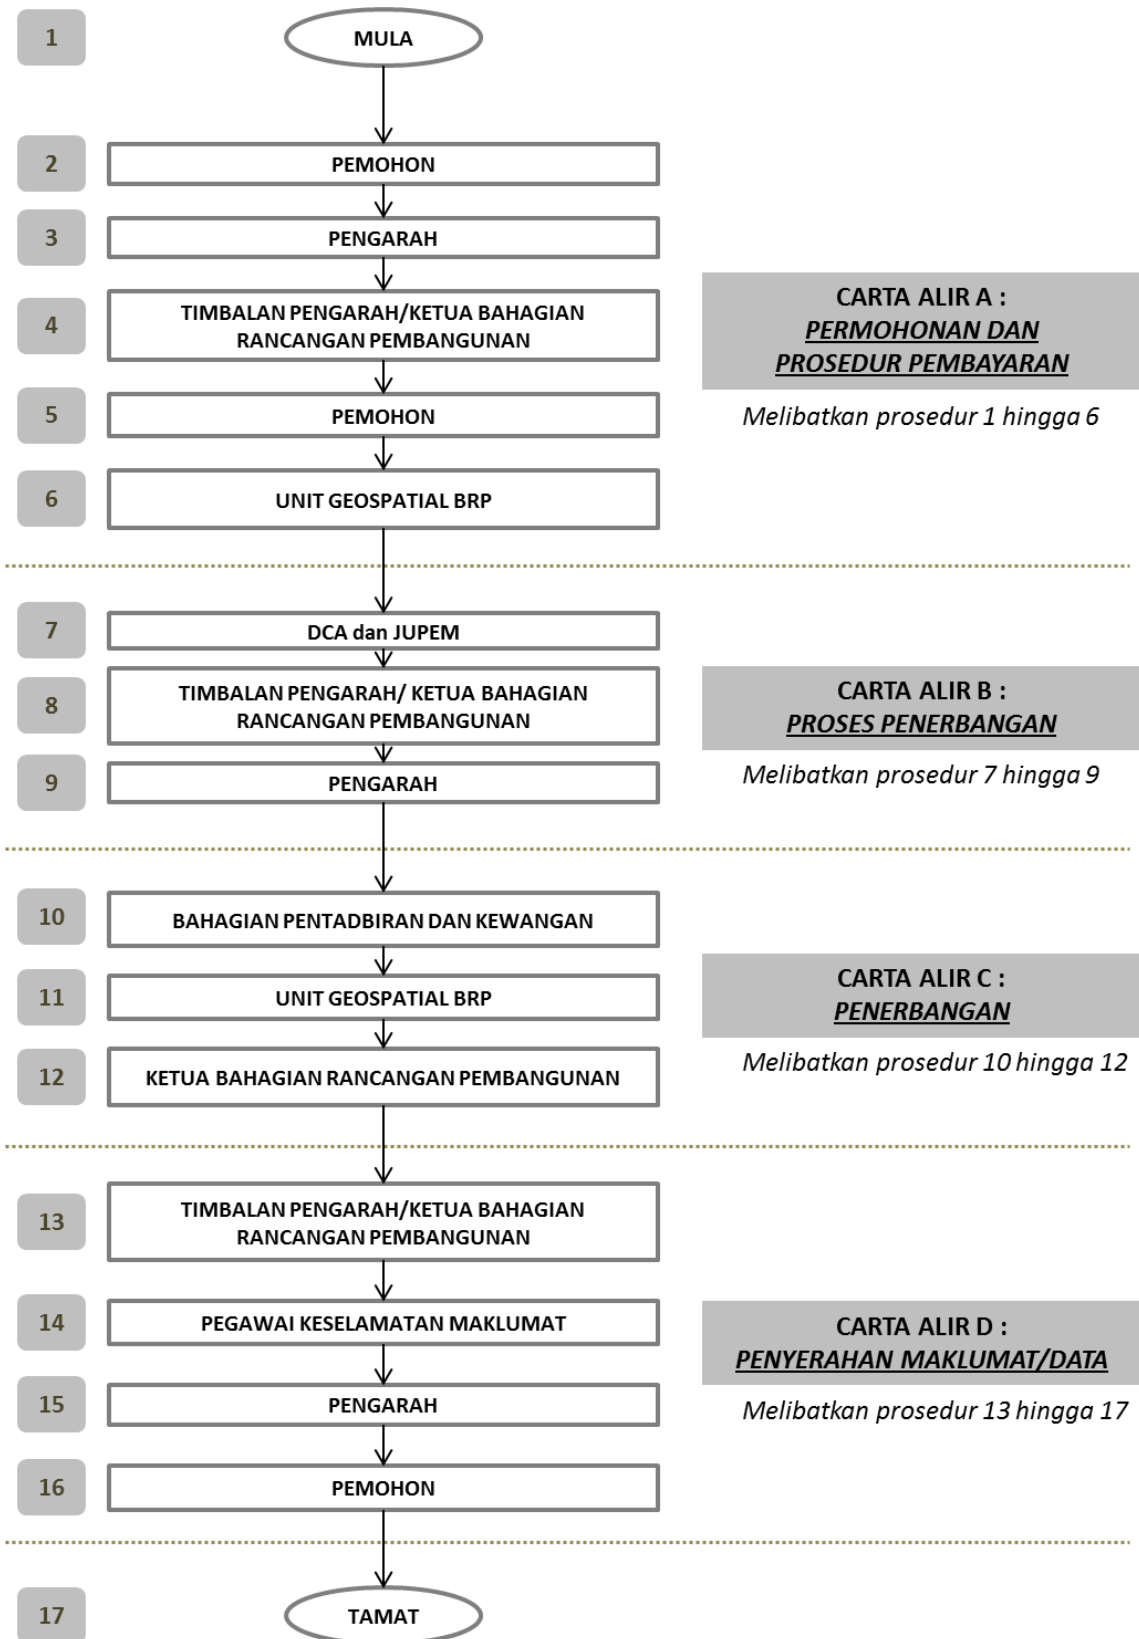 1
MULA
2
PEMOHON
3
PENGARAH
4
TIMBALAN PENGARAH/KETUA BAHAGIAN
RANCANGAN PEMBANGUNAN
CARTA ALIR A :
PERMOHONAN DAN
PROSEDUR PEMBAYARAN
5
PEMOHON
Melibatkan prosedur 1 hingga 6
6
UNIT GEOSPATIAL BRP
7
DCA dan JUPEM
8
TIMBALAN PENGARAH/ KETUA BAHAGIAN
RANCANGAN PEMBANGUNAN
CARTA ALIR B :
PROSES PENERBANGAN
9
PENGARAH
Melibatkan prosedur 7 hingga 9
10
BAHAGIAN PENTADBIRAN DAN KEWANGAN
11
UNIT GEOSPATIAL BRP
CARTA ALIR C :
PENERBANGAN
12
KETUA BAHAGIAN RANCANGAN PEMBANGUNAN
Melibatkan prosedur 10 hingga 12
13
TIMBALAN PENGARAH/KETUA BAHAGIAN
RANCANGAN PEMBANGUNAN
14
PEGAWAI KESELAMATAN MAKLUMAT
CARTA ALIR D :
PENYERAHAN MAKLUMAT/DATA
15
PENGARAH
Melibatkan prosedur 13 hingga 17
16
PEMOHON
17
TAMAT